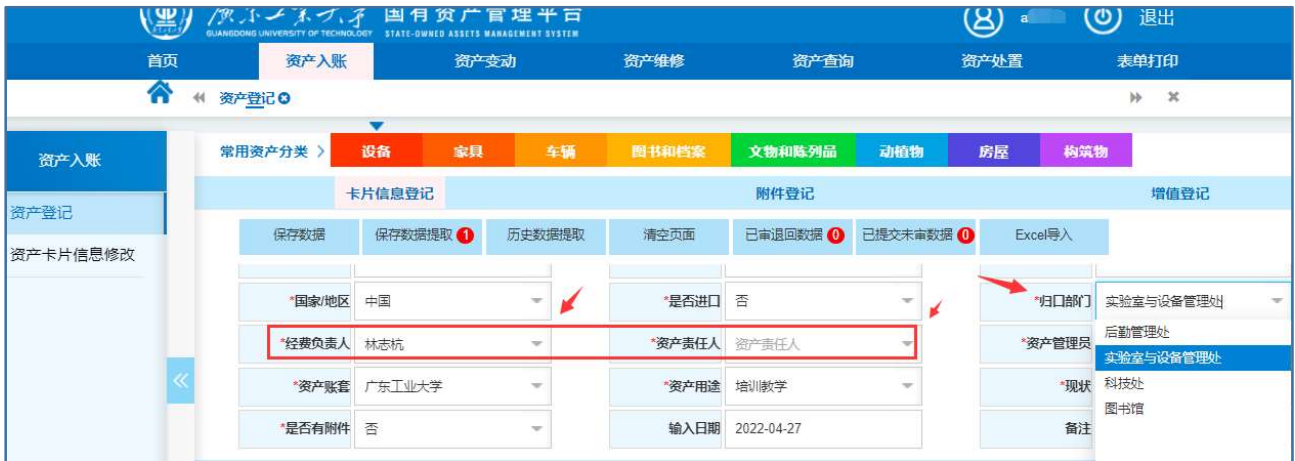 广东工业大学 国有资产管理平台 a 退出
GUANGDONG UNIVERSITY OF TECHNOLOGY STATE-OWNED ASSETS MANAGEMENT SYSTEM
首页 资产入账 资产变动 资产维修 资产查询 资产处置 表单打印
资产登记
资产入账
资产登记
资产卡片信息修改
常用资产分类 设备 家具 车辆 图书和档案 文物和陈列品 动植物 房屋 构筑物
卡片信息登记 附件登记 增值登记
保存数据 保存数据提取 1 历史数据提取 清空页面 已审退回数据 0 已提交未审数据 0 Excel导入
*国家/地区 中国 *是否进口 否 *归口部门 实验室与设备管理处
*经费负责人 林志杭 *资产责任人 资产责任人 *资产管理员
后勤管理处
实验室与设备管理处
科技处
图书馆
*资产账套 广东工业大学 *资产用途 培训教学 *现状
*是否有附件 否 输入日期 2022-04-27 备注